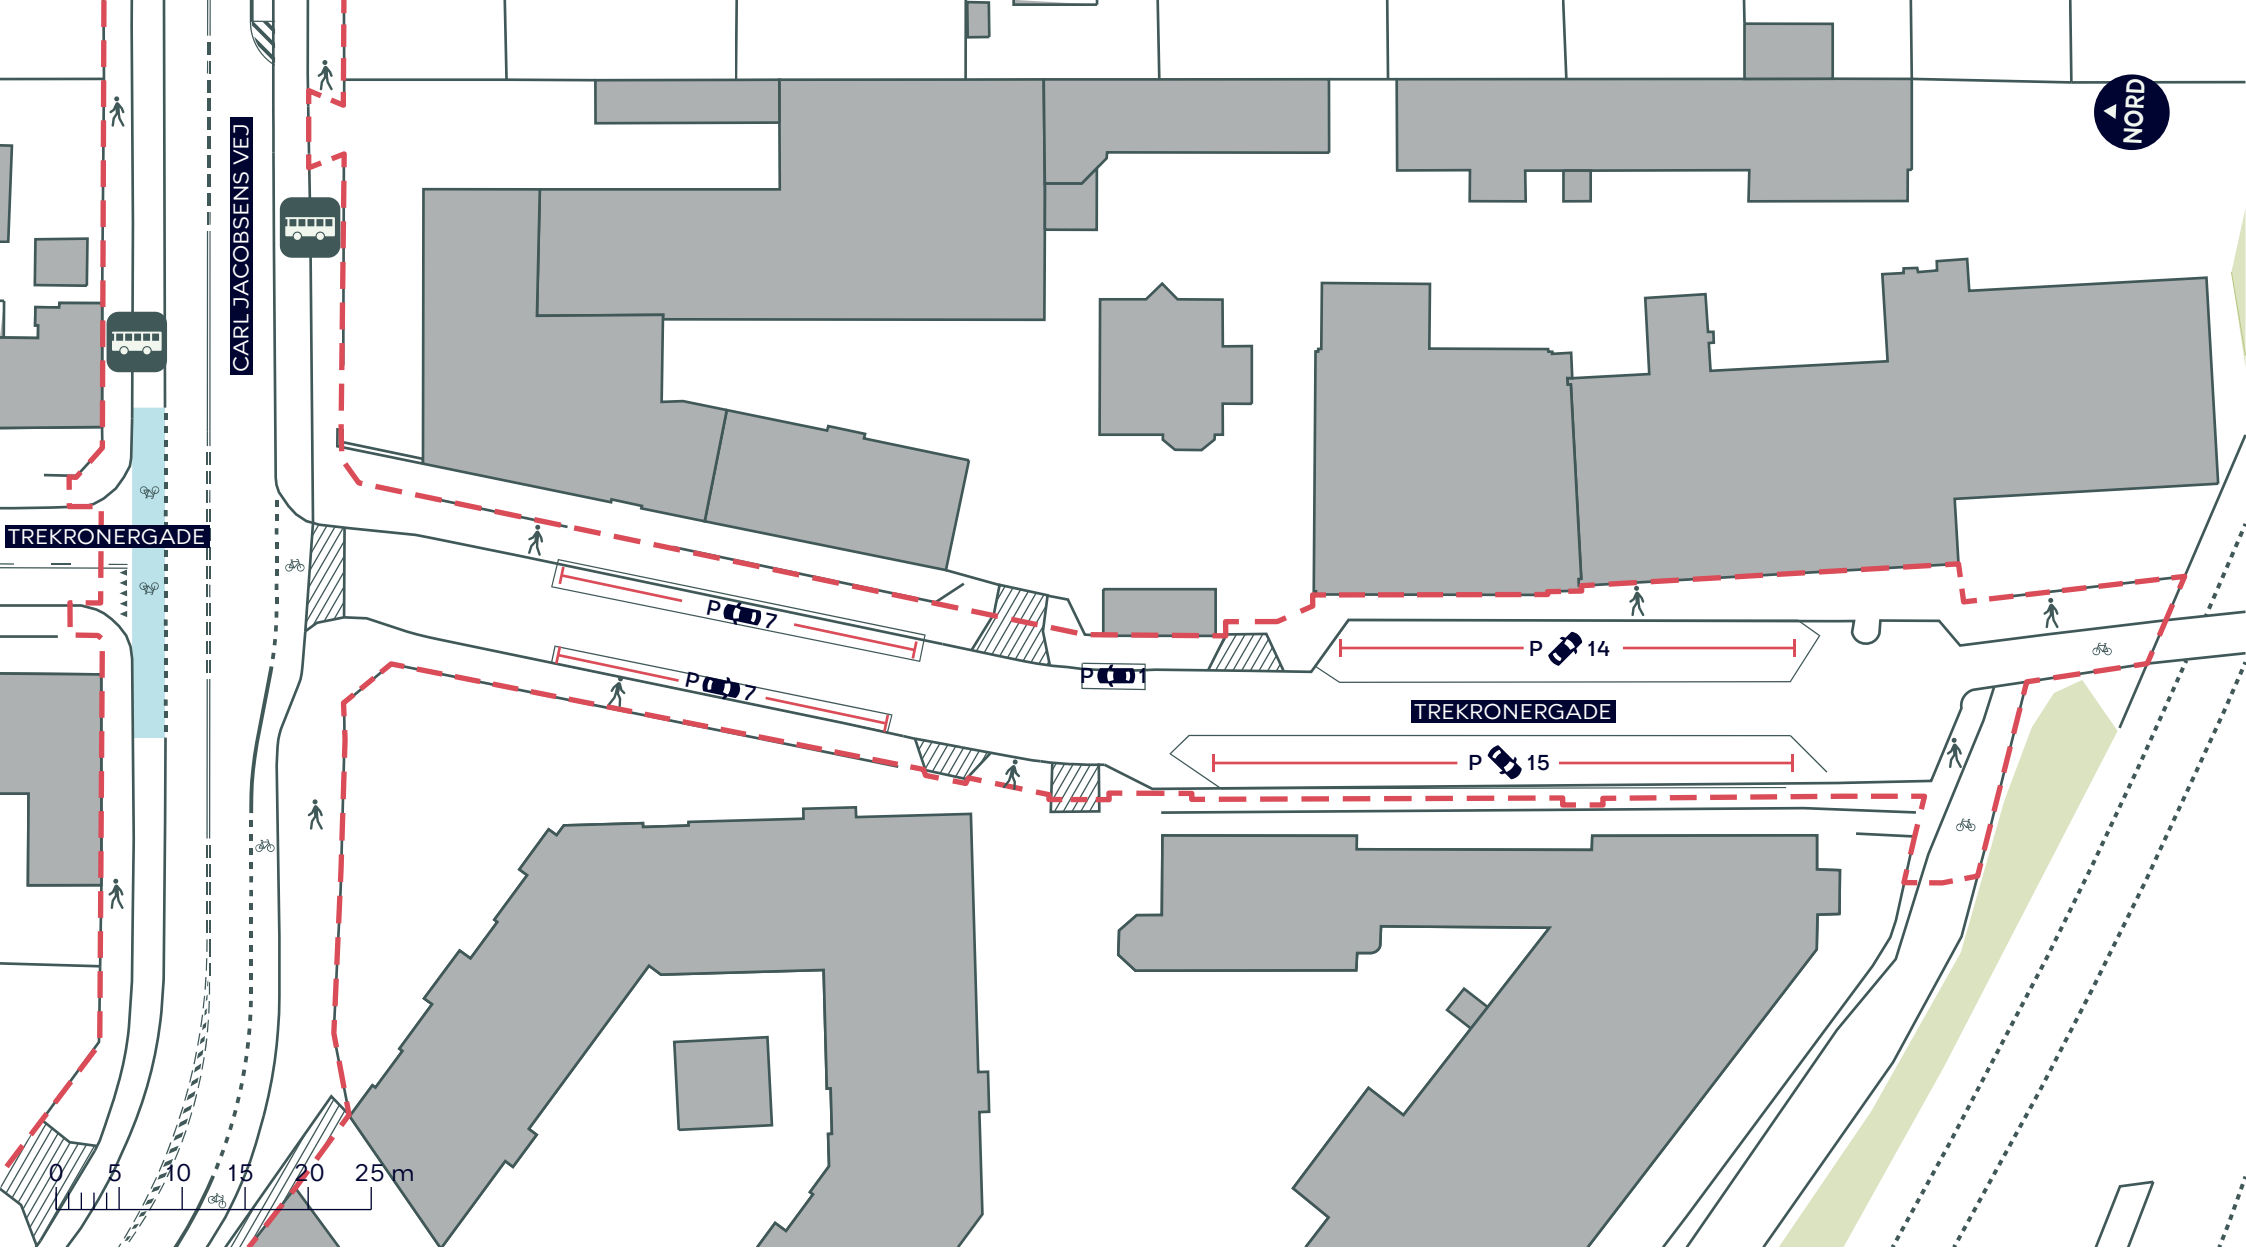 NORD
CARL JACOBSENS VEJ
TREKRONERGADE
P 7
P 7
P 1
P 14
TREKRONERGADE
P 15
0 5 10 15 20 25 m